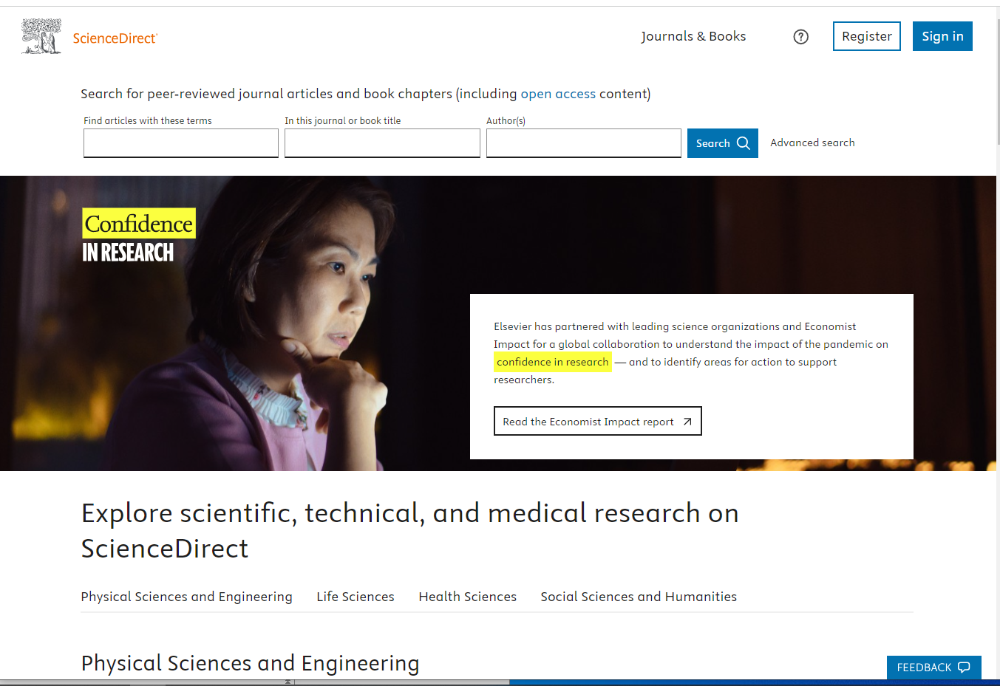 ScienceDirect
Journals & Books
?
Register
Sign in
Search for peer-reviewed journal articles and book chapters (including open access content)
Find articles with these terms
In this journal or book title
Author(s)
Search
Advanced search
Confidence
IN RESEARCH
Elsevier has partnered with leading science organizations and Economist
Impact for a global collaboration to understand the impact of the pandemic on
confidence in research — and to identify areas for action to support
researchers.
Read the Economist Impact report
Explore scientific, technical, and medical research on
ScienceDirect
Physical Sciences and Engineering
Life Sciences
Health Sciences
Social Sciences and Humanities
Physical Sciences and Engineering
FEEDBACK